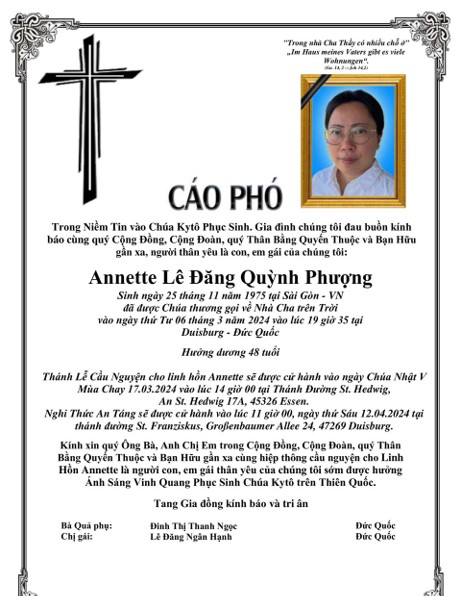 "Trong nhà Cha Thầy có nhiều chỗ ở"
„Im Haus meines Vaters gibt es viele
Wohnungen“.
CÁO PHÓ
Trong Niềm Tin vào Chúa Kytô Phục Sinh. Gia đình chúng tôi đau buồn kính
báo cùng quý Cộng Đồng, Cộng Đoàn, quý Thân Bằng Quyến Thuộc và Bạn Hữu
gần xa, người thân yêu là con, em gái của chúng tôi:
Annette Lê Đăng Quỳnh Phượng
Sinh ngày 25 tháng 11 năm 1975 tại Sài Gòn - VN
đã được Chúa thương gọi về Nhà Cha trên Trời
vào ngày thứ Tư 06 tháng 3 năm 2024 vào lúc 19 giờ 35 tại
Duisburg - Đức Quốc
Hưởng dương 48 tuổi
Thánh Lễ Cầu Nguyện cho linh hồn Annette sẽ được cử hành vào ngày Chúa Nhật V
Mùa Chay 17.03.2024 vào lúc 14 giờ 00 tại Thánh Đường St. Hedwig,
An St. Hedwig 17A, 45326 Essen.
Nghi Thức An Táng sẽ được cử hành vào lúc 11 giờ 00, ngày thứ Sáu 12.04.2024 tại
thánh đường St. Franziskus, Großenbaumer Allee 24, 47269 Duisburg.
Kính xin quý Ông Bà, Anh Chị Em trong Cộng Đồng, Cộng Đoàn, quý Thân
Bằng Quyến Thuộc và Bạn Hữu gần xa cùng hiệp thông cầu nguyện cho Linh
Hồn Annette là người con, em gái thân yêu của chúng tôi sớm được hưởng
Ánh Sáng Vinh Quang Phục Sinh Chúa Kytô trên Thiên Quốc.
Tang Gia đồng kính báo và tri ân
Bà Quả phụ: Đinh Thị Thanh Ngọc Đức Quốc
Chị gái: Lê Đăng Ngân Hạnh Đức Quốc